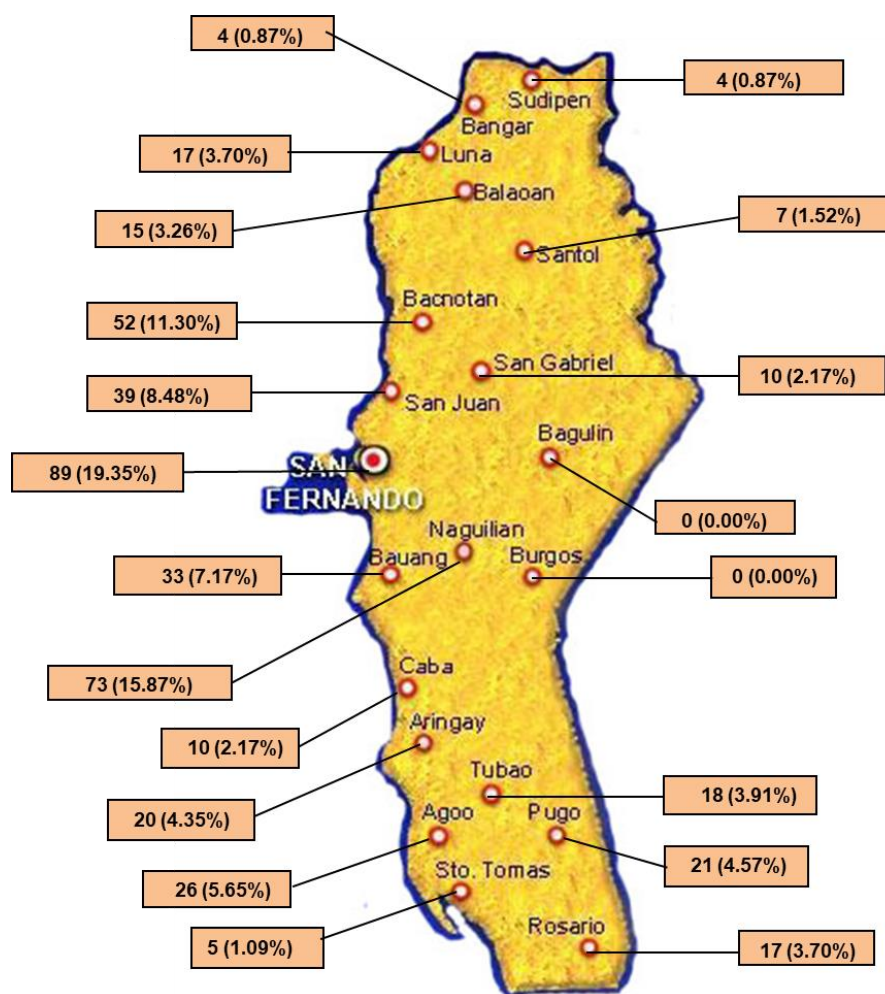 4 (0.87%)
4 (0.87%)
Sudipen
Bangar
17 (3.70%)
Luna
Balaoan
15 (3.26%)
7 (1.52%)
Santol
Bacnotan
52 (11.30%)
San Gabriel
10 (2.17%)
39 (8.48%)
San Juan
Bagulin
89 (19.35%)
SAN
FERNANDO
0 (0.00%)
Naguilian
Bauang
Burgos
33 (7.17%)
0 (0.00%)
Caba
73 (15.87%)
Aringay
10 (2.17%)
Tubao
18 (3.91%)
20 (4.35%)
Agoo
Pugo
21 (4.57%)
Sto. Tomas
26 (5.65%)
Rosario
5 (1.09%)
17 (3.70%)